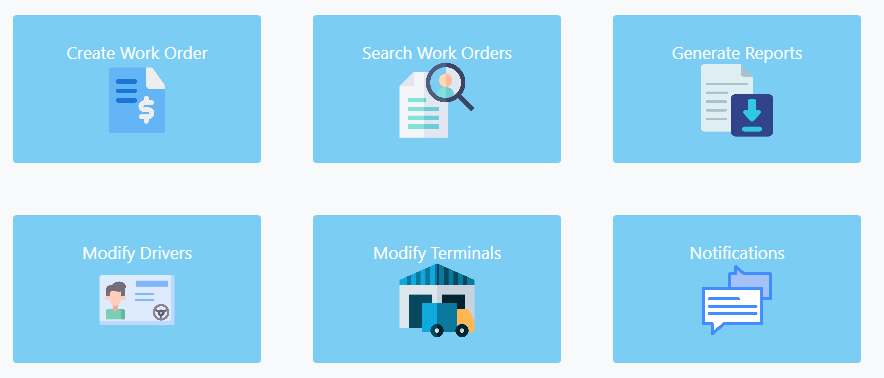 Create Work Order
Search Work Orders
Generate Reports
Modify Drivers
Modify Terminals
Notifications